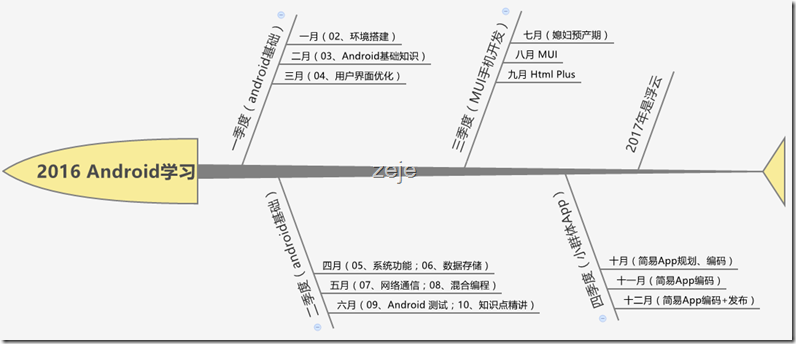 2016 Android学习
一季度（android基础）
一月（02、环境搭建）
二月（03、Android基础知识）
三月（04、用户界面优化）
二季度（android基础）
四月（05、系统功能；06、数据存储）
五月（07、网络通信；08、混合编程）
六月（09、Android 测试；10、知识点精讲）
三季度（MUI手机开发）
七月（媳妇预产期）
八月 MUI
九月 Html Plus
四季度（小群体App）
十月（简易App规划、编码）
十一月（简易App编码）
十二月（简易App编码+发布）
2017年是浮云
zeje